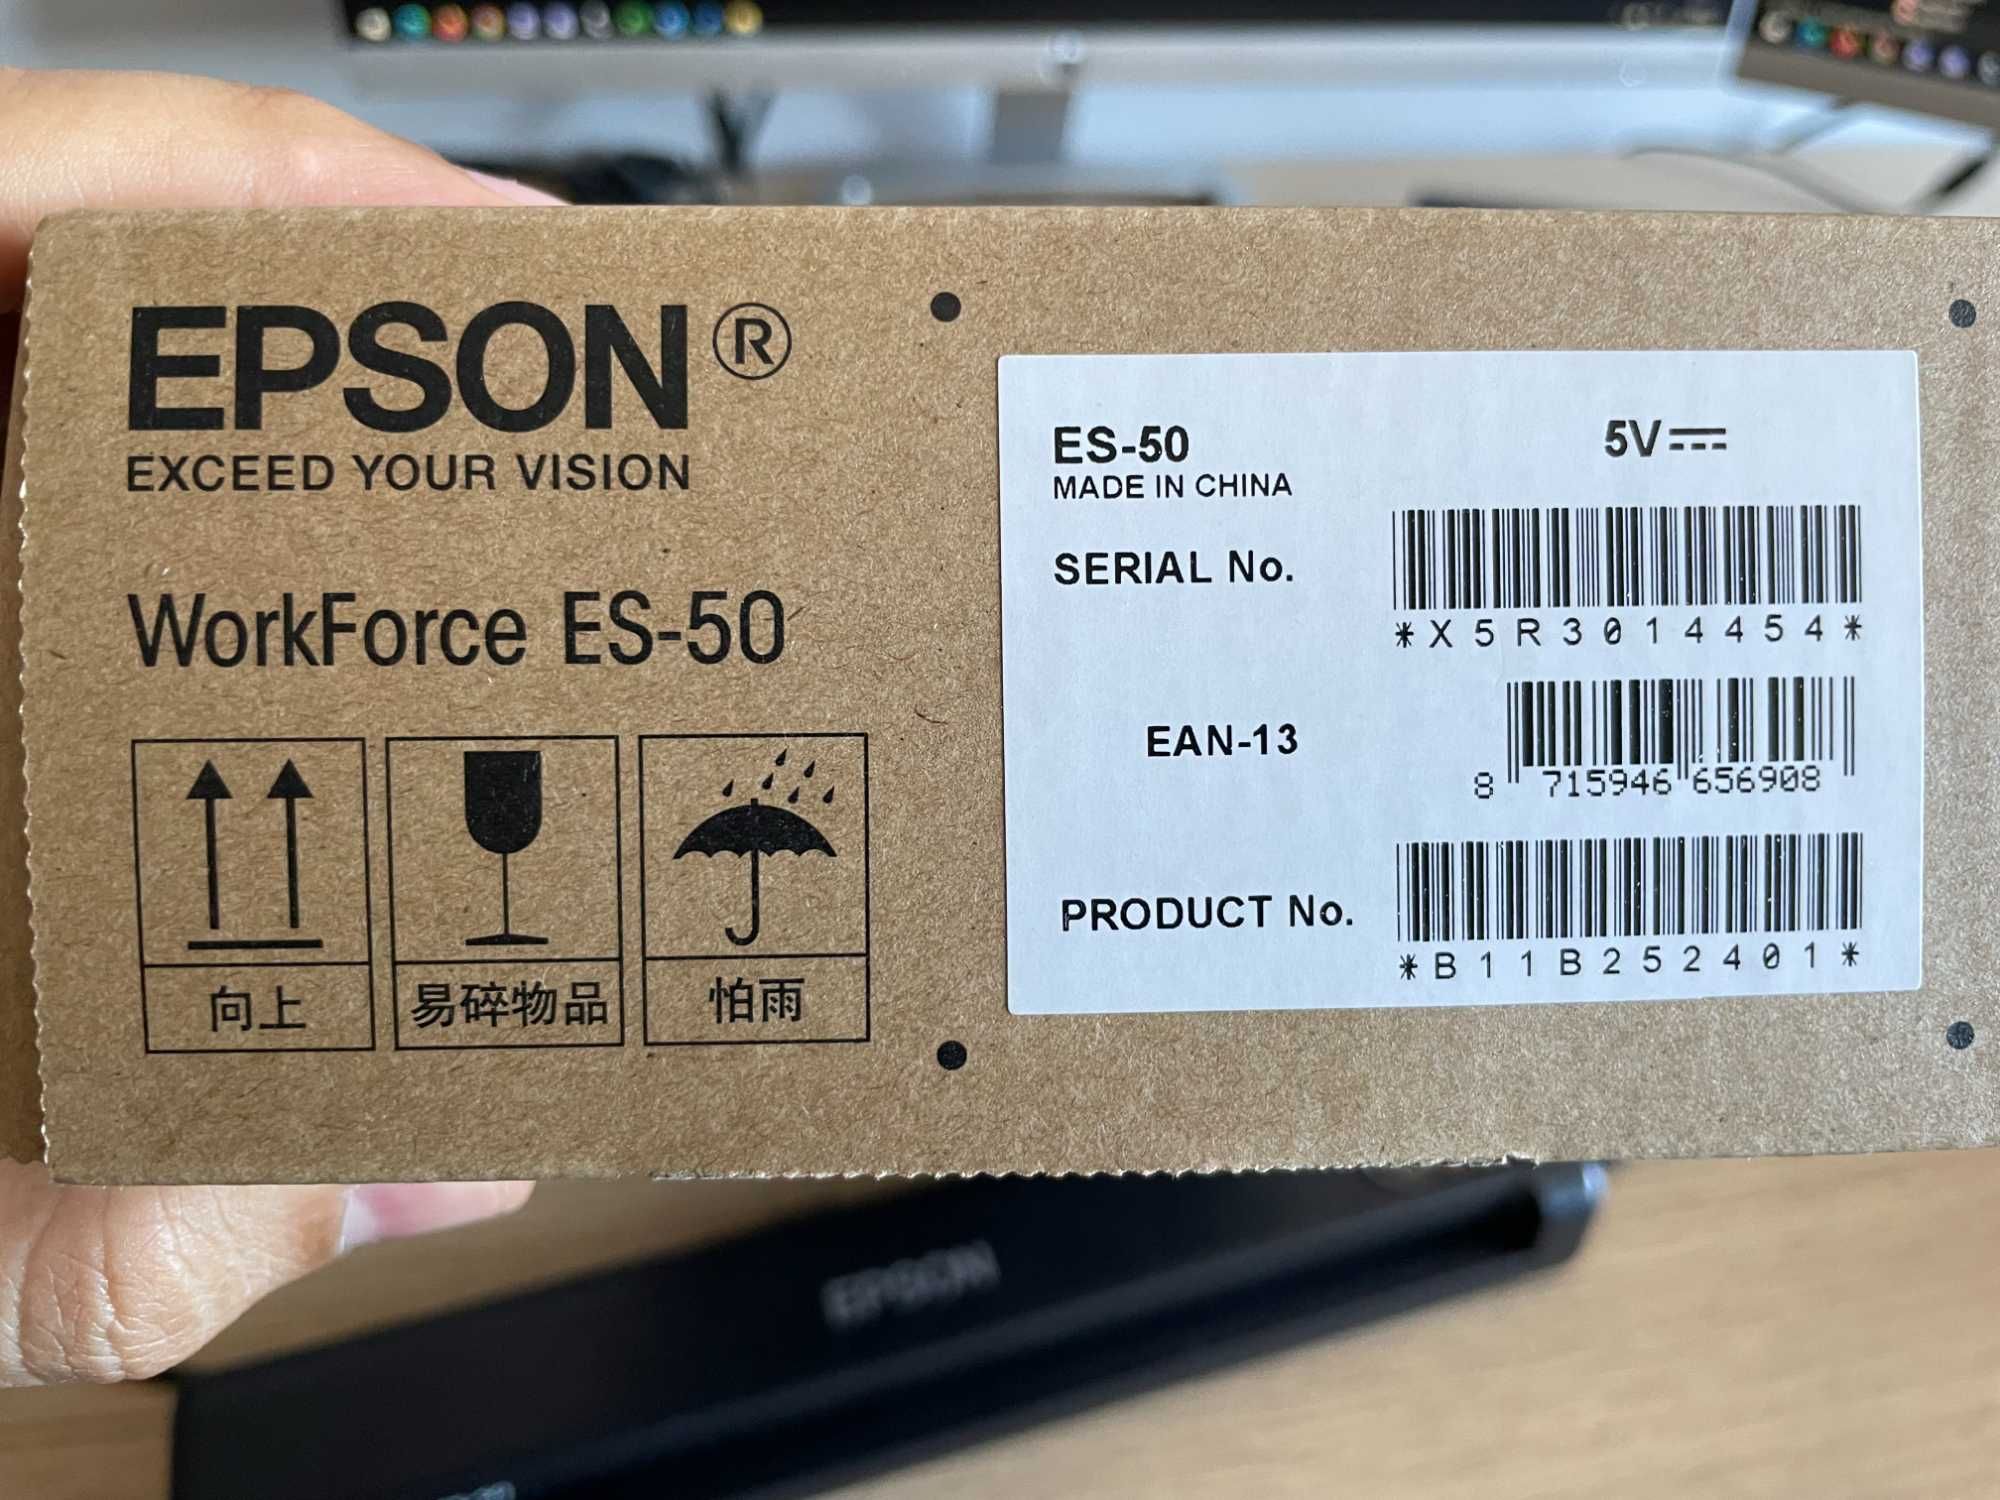 EPSON®
EXCEED YOUR VISION
WorkForce ES-50
向上
易碎物品
怕雨
ES-50
5V
MADE IN CHINA
SERIAL No.
*X5R3014454*
EAN-13
8 715946 656908
PRODUCT No.
*B11B252401*
EPSON